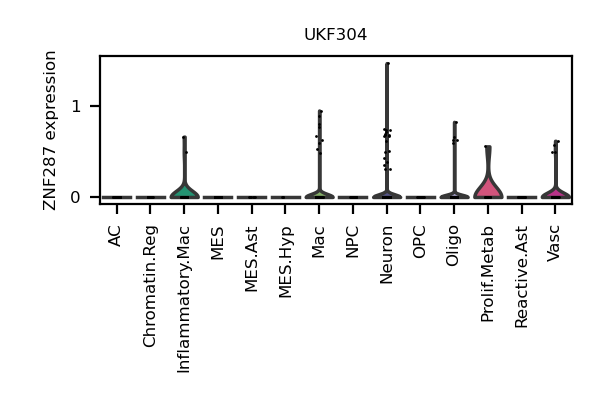 UKF304
ZNF287 expression
1
0
AC
Chromatin.Reg
Inflammatory.Mac
MES
MES.Ast
MES.Hyp
Mac
NPC
Neuron
OPC
Oligo
Prolif.Metab
Reactive.Ast
Vasc